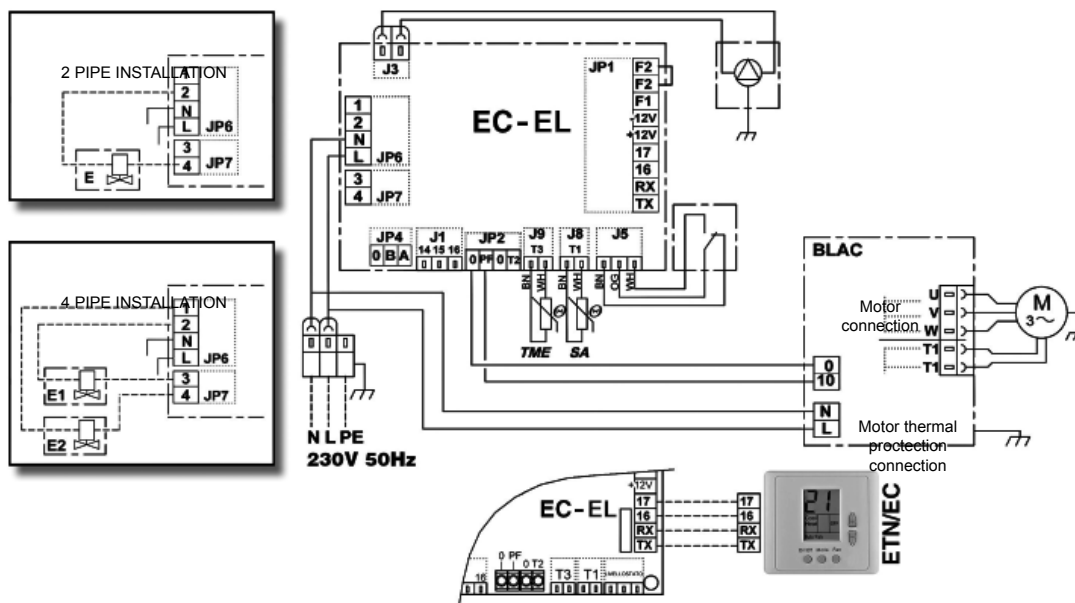 2 PIPE INSTALLATION
1
2
N
L
JP6
3
4
JP7
E
4 PIPE INSTALLATION
1
2
N
L
JP6
3
4
JP7
E1
E2
J3
EC-EL
JP1
F2
F2
F1
-12V
+12V
17
16
RX
TX
1
2
N
L
JP6
3
4
JP7
JP4
0 B A
J1
14 15 16
JP2
0 PF 0 T2
J9
T3
J8
T1
J5
BN WH BN WH BN OG WH
TME
SA
N L PE
230V 50Hz
BLAC
U
V
W
T1
T1
Motor
connection
M
3~
0
10
N
L
Motor thermal
proctection
connection
+12V
17
16
RX
TX
EC-EL
0 PF 0 T2
16
T3
T1
17
16
RX
TX
21
ETN/EC